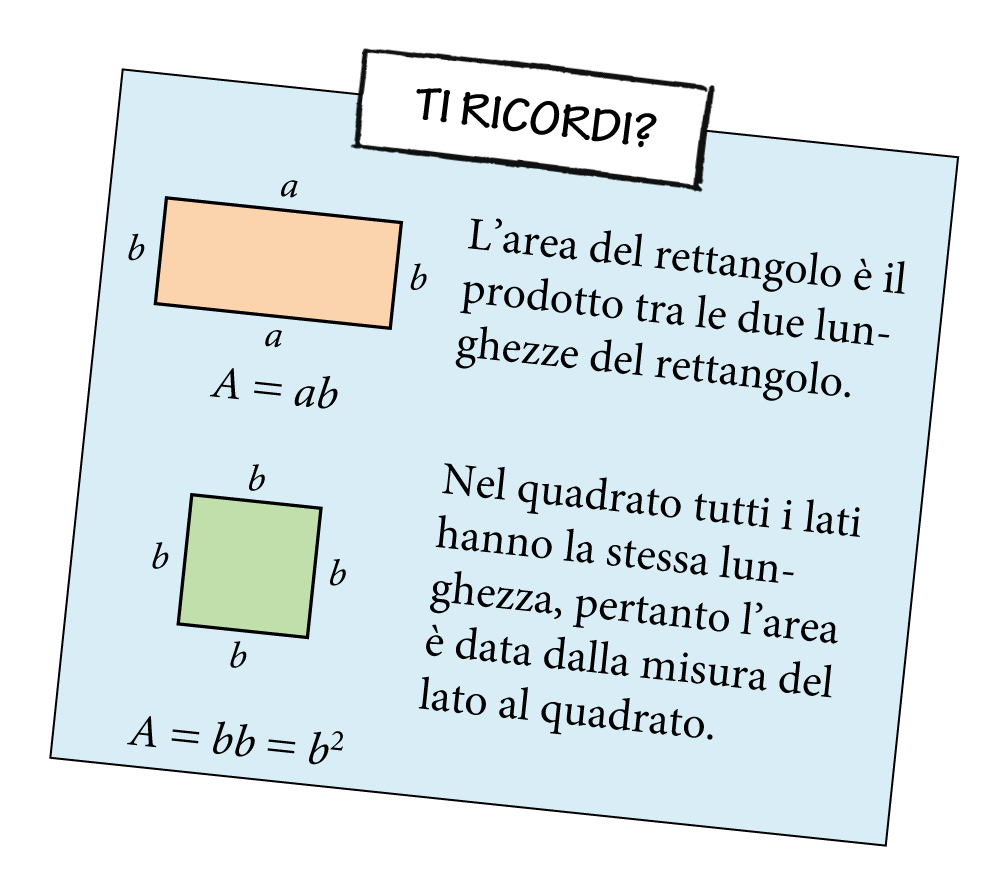 TI RICORDI?
a
b
b
a
A = ab
L’area del rettangolo è il
prodotto tra le due lun-
ghezze del rettangolo.
b
b
b
b
A = bb = b²
Nel quadrato tutti i lati
hanno la stessa lun-
ghezza, pertanto l’area
è data dalla misura del
lato al quadrato.